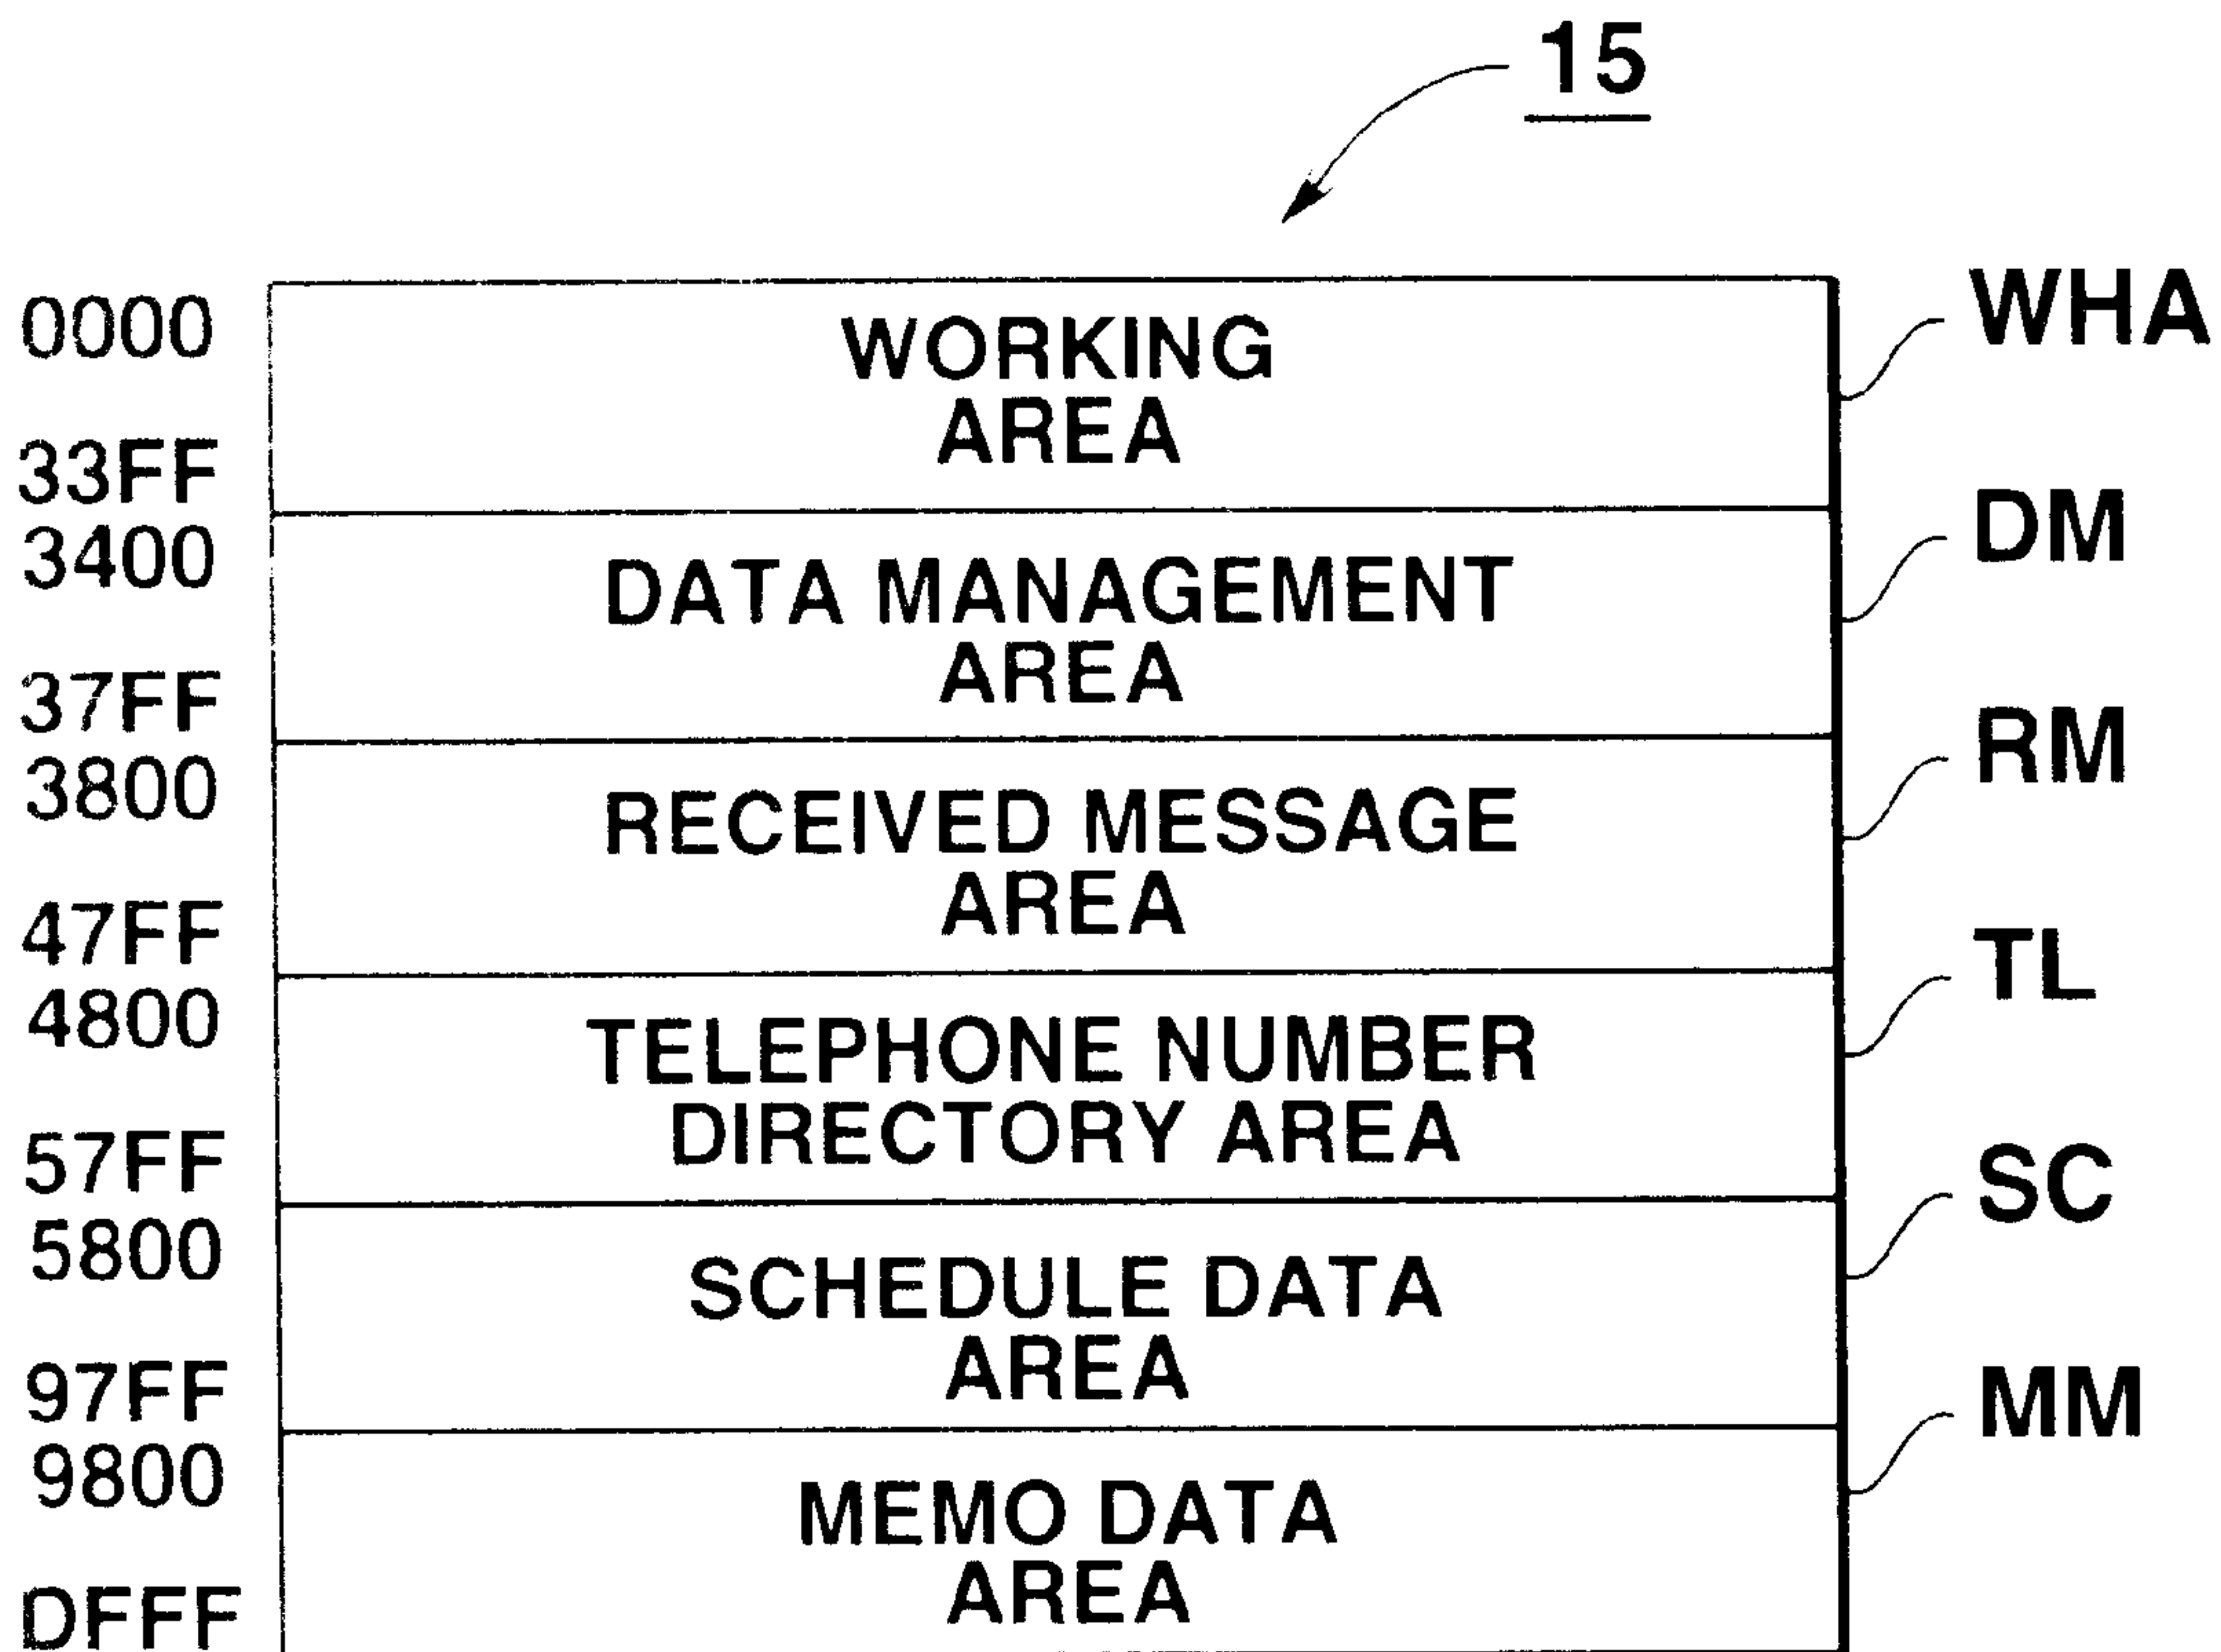 15
0000
WORKING
AREA
WHA
33FF
3400
DATA MANAGEMENT
AREA
DM
37FF
3800
RECEIVED MESSAGE
AREA
RM
47FF
4800
TELEPHONE NUMBER
DIRECTORY AREA
TL
57FF
5800
SCHEDULE DATA
AREA
SC
97FF
9800
MEMO DATA
AREA
MM
DFFF